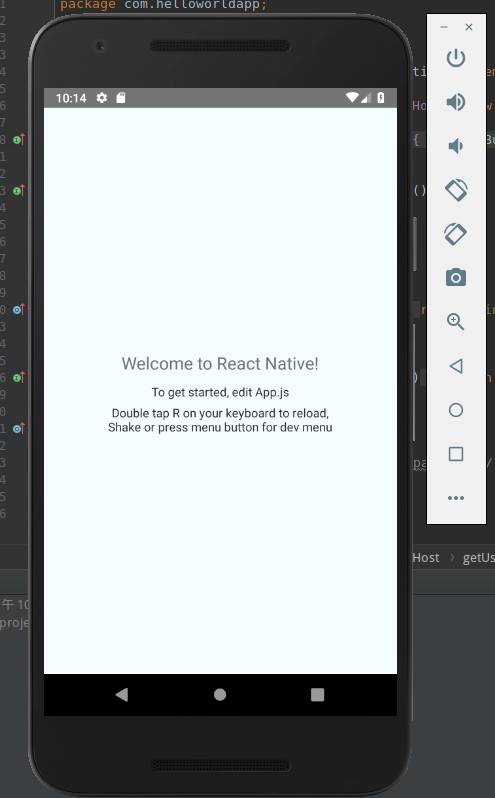 package com.helloworldapp;
10:14
Welcome to React Native!
To get started, edit App.js
Double tap R on your keyboard to reload,
Shake or press menu button for dev menu
Host
getUs
午 10
proje